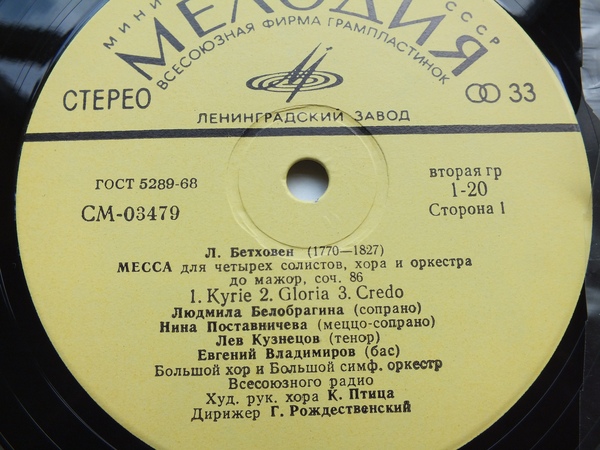 МИНИ СССР
МЕЛОДИЯ
ВСЕСОЮЗНАЯ ФИРМА ГРАМПЛАСТИНОК
СТЕРЕО
33
ЛЕНИНГРАДСКИЙ ЗАВОД
ГОСТ 5289-68
вторая гр
1-20
СМ-03479
Сторона 1
Л. Бетховен (1770—1827)
МЕССА для четырех солистов, хора и оркестра
до мажор, соч. 86
1. Kyrie 2. Gloria 3. Credo
Людмила Белобрагина (сопрано)
Нина Поставничева (меццо-сопрано)
Лев Кузнецов (тенор)
Евгений Владимиров (бас)
Большой хор и Большой симф. оркестр
Всесоюзного радио
Худ. рук. хора К. Птица
Дирижер Г. Рождественский